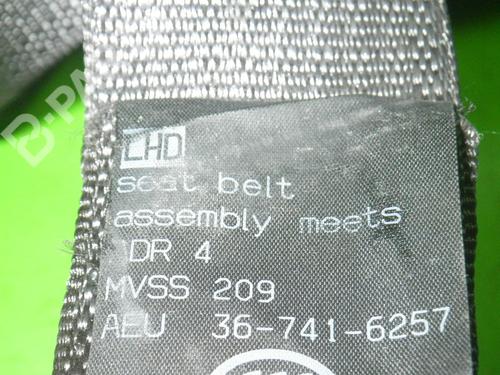 LHD
seat belt
assembly meets
DR 4
MVSS 209
AEU 36-741-6257